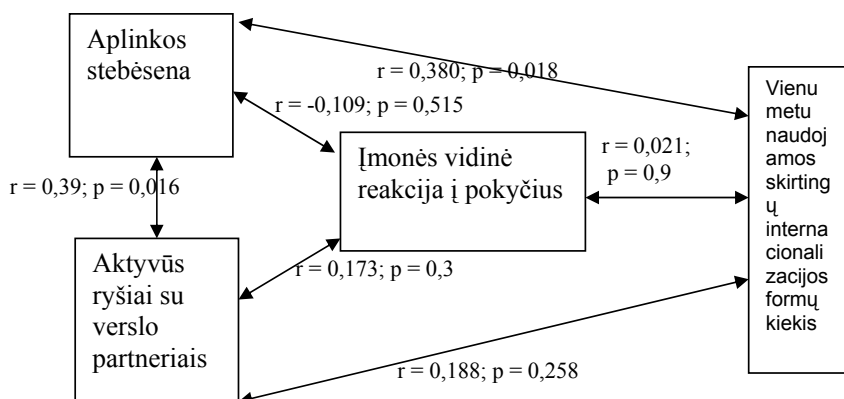 Aplinkos
stebėsena
r = 0,380; p = 0,018
r = -0,109; p = 0,515
Įmonės vidinė
reakcija į pokyčius
r = 0,021;
p = 0,9
Vienu
metu
naudoj
amos
skirting
ų
interna
cionali
zacijos
formų
kiekis
r = 0,39; p = 0,016
Aktyvūs
ryšiai su
verslo
partneriais
r = 0,173; p = 0,3
r = 0,188; p = 0,258